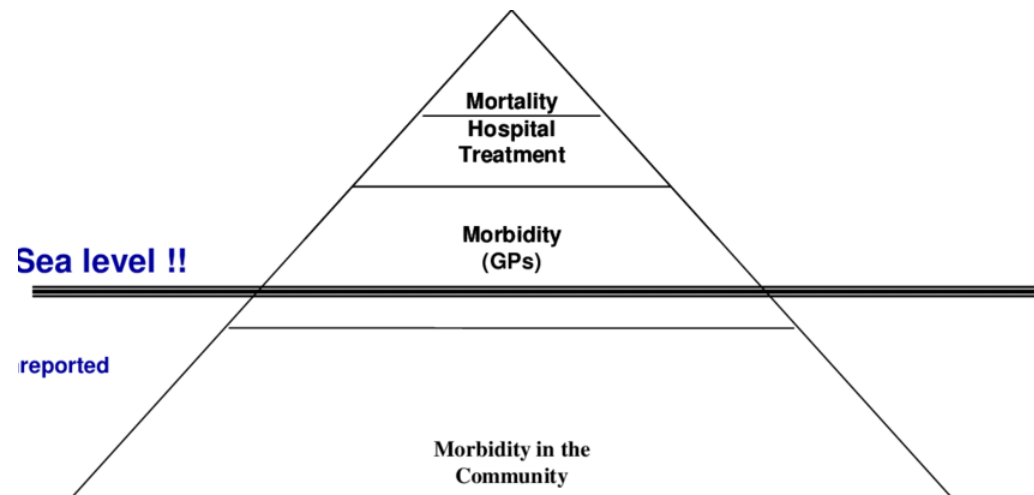 Mortality
Hospital
Treatment
Morbidity
(GPs)
Sea level !!
reported
Morbidity in the
Community